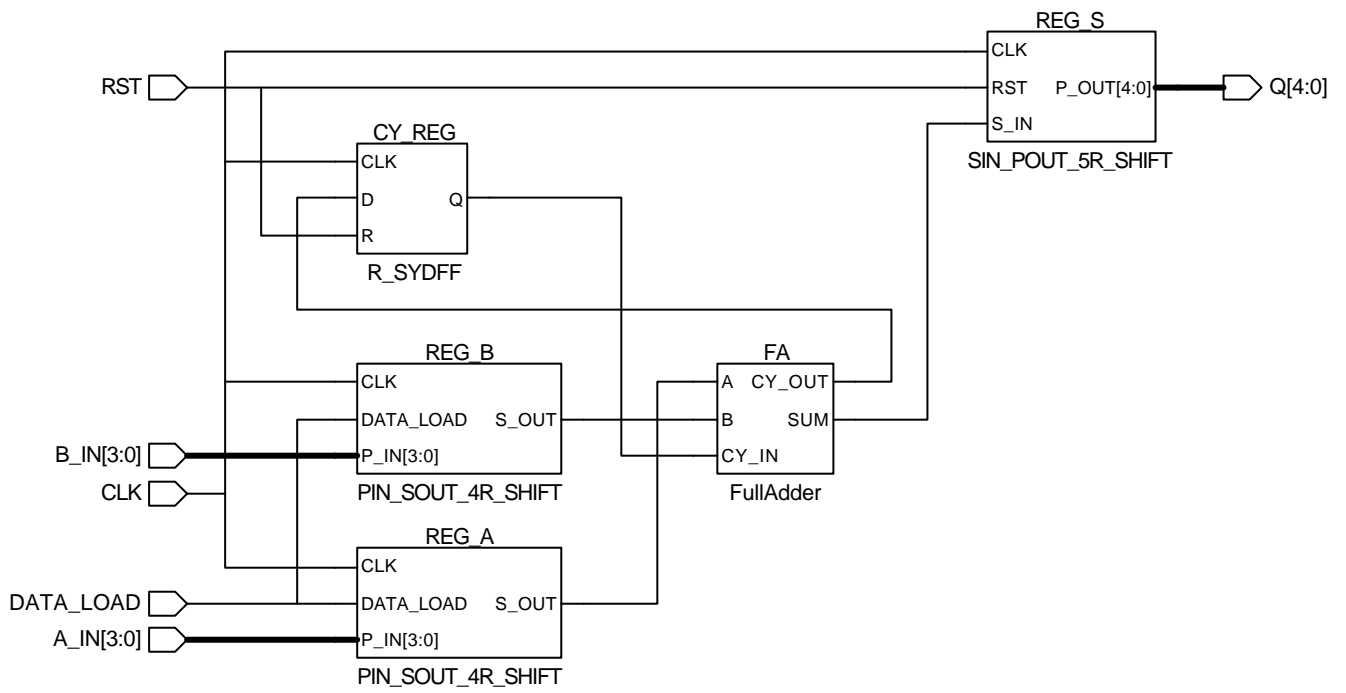 REG_S
CLK
RST
RST
P_OUT[4:0]
Q[4:0]
S_IN
SIN_POUT_5R_SHIFT
CY_REG
CLK
D
Q
R
R_SYDFF
REG_B
CLK
DATA_LOAD
S_OUT
B_IN[3:0]
P_IN[3:0]
CLK
PIN_SOUT_4R_SHIFT
FA
A
CY_OUT
B
SUM
CY_IN
FullAdder
REG_A
CLK
DATA_LOAD
DATA_LOAD
S_OUT
A_IN[3:0]
P_IN[3:0]
PIN_SOUT_4R_SHIFT